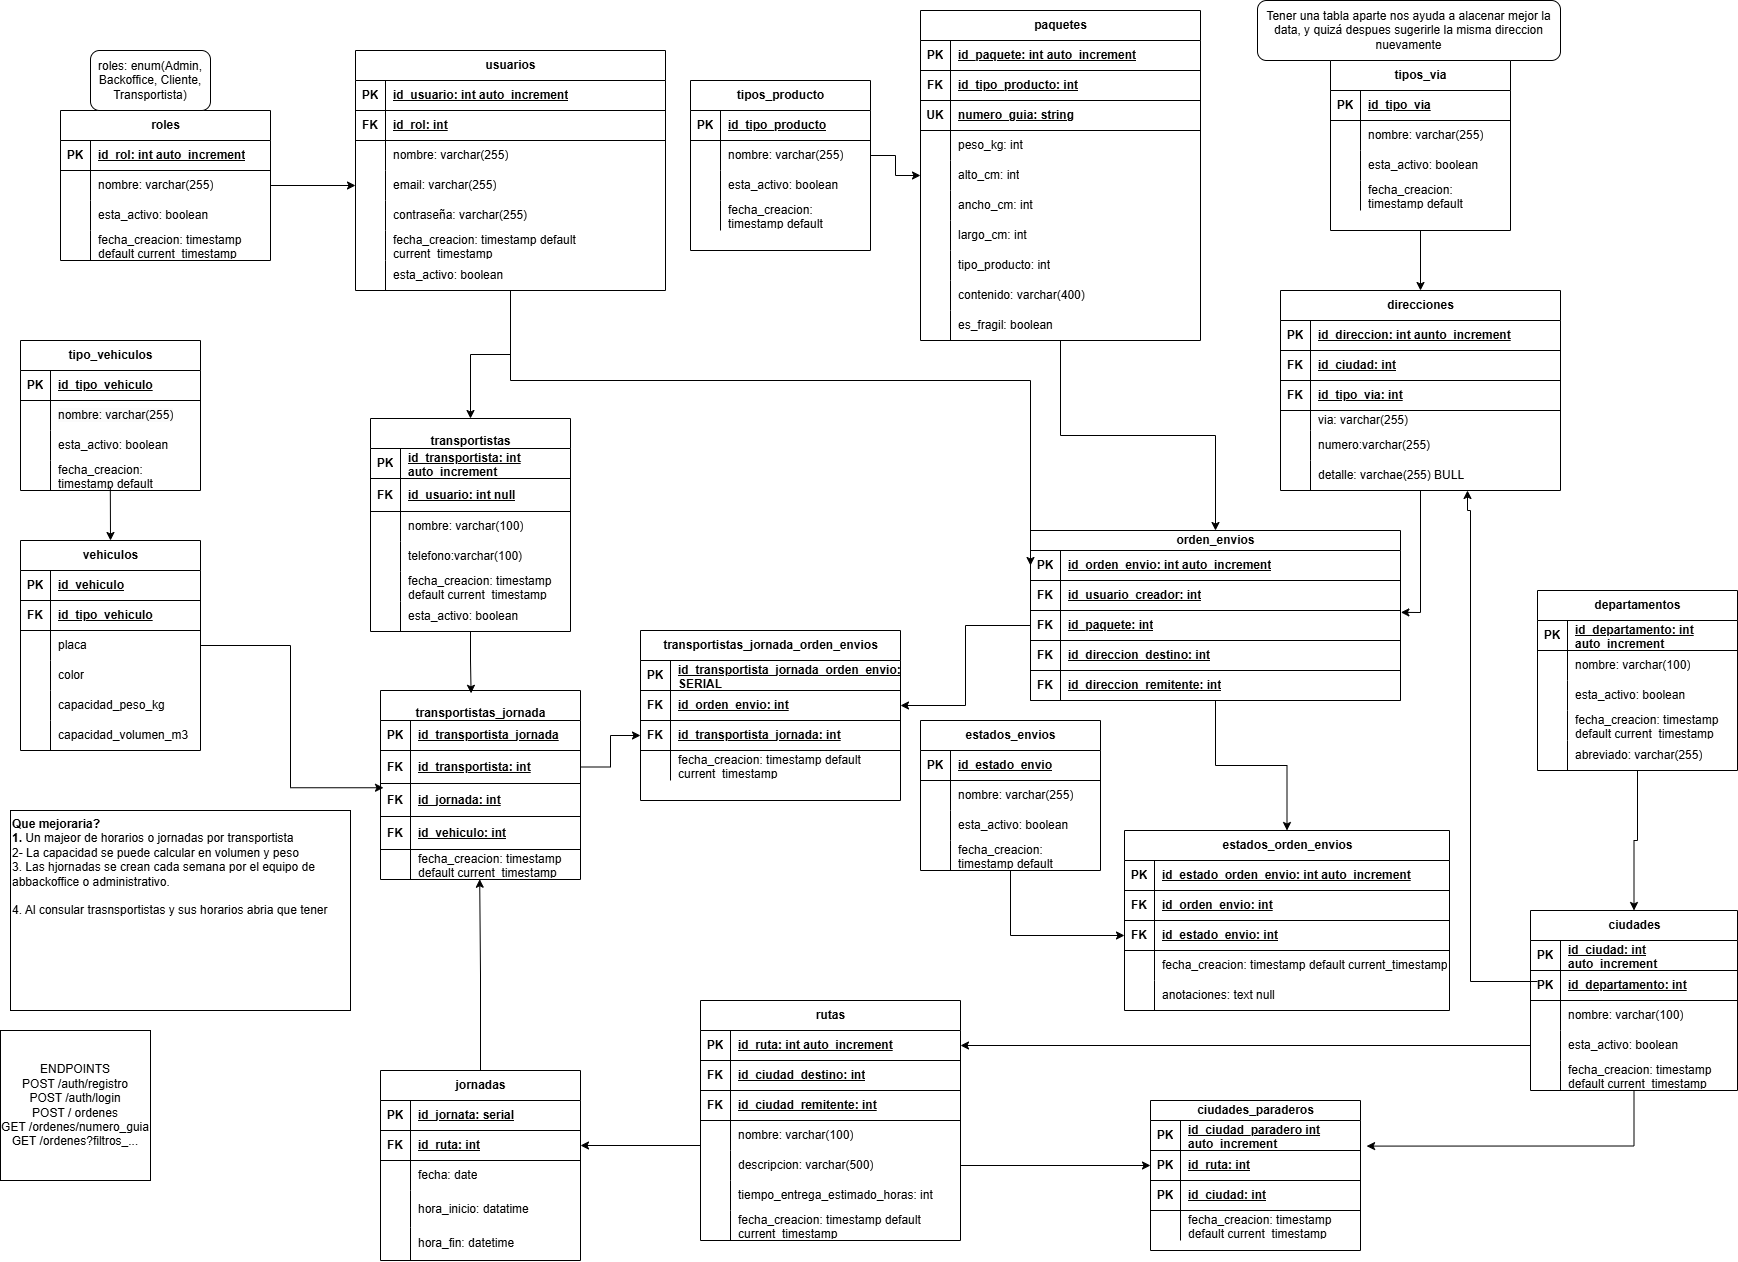 roles: enum(Admin,
Backoffice, Cliente,
Transportista)
roles
PK id_rol: int auto_increment
nombre: varchar(255)
esta_activo: boolean
fecha_creacion: timestamp
default current_timestamp
usuarios
PK id_usuario: int auto_increment
FK id_rol: int
nombre: varchar(255)
email: varchar(255)
contraseña: varchar(255)
fecha_creacion: timestamp default
current_timestamp
esta_activo: boolean
tipos_producto
PK id_tipo_producto
nombre: varchar(255)
esta_activo: boolean
fecha_creacion:
timestamp default
paquetes
PK id_paquete: int auto_increment
FK id_tipo_producto: int
UK numero_guia: string
peso_kg: int
alto_cm: int
ancho_cm: int
largo_cm: int
tipo_producto: int
contenido: varchar(400)
es_fragil: boolean
Tener una tabla aparte nos ayuda a alacenar mejor la
data, y quizá despues sugerirle la misma direccion
nuevamente
tipos_via
PK id_tipo_via
nombre: varchar(255)
esta_activo: boolean
fecha_creacion:
timestamp default
direcciones
PK id_direccion: int aunto_increment
FK id_ciudad: int
FK id_tipo_via: int
via: varchar(255)
numero:varchar(255)
detalle: varchae(255) BULL
tipo_vehiculos
PK id_tipo_vehiculo
nombre: varchar(255)
esta_activo: boolean
fecha_creacion:
timestamp default
vehiculos
PK id_vehiculo
FK id_tipo_vehiculo
placa
color
capacidad_peso_kg
capacidad_volumen_m3
transportistas
PK id_transportista: int
auto_increment
FK id_usuario: int null
nombre: varchar(100)
telefono:varchar(100)
fecha_creacion: timestamp
default current_timestamp
esta_activo: boolean
orden_envios
PK id_orden_envio: int auto_increment
FK id_usuario_creador: int
FK id_paquete: int
FK id_direccion_destino: int
FK id_direccion_remitente: int
departamentos
PK id_departamento: int
auto_increment
nombre: varchar(100)
esta_activo: boolean
fecha_creacion: timestamp
default current_timestamp
abreviado: varchar(255)
transportistas_jornada_orden_envios
PK id_transportista_jornada_orden_envio:
SERIAL
FK id_orden_envio: int
FK id_transportista_jornada: int
fecha_creacion: timestamp default
current_timestamp
transportistas_jornada
PK id_transportista_jornada
FK id_transportista: int
FK id_jornada: int
FK id_vehiculo: int
fecha_creacion: timestamp
default current_timestamp
estados_envios
PK id_estado_envio
nombre: varchar(255)
esta_activo: boolean
fecha_creacion:
timestamp default
estados_orden_envios
PK id_estado_orden_envio: int auto_increment
FK id_orden_envio: int
FK id_estado_envio: int
fecha_creacion: timestamp default current_timestamp
anotaciones: text null
Que mejoraria?
1. Un majeor de horarios o jornadas por transportista
2- La capacidad se puede calcular en volumen y peso
3. Las hjornadas se crean cada semana por el equipo de
abbackoffice o administrativo.
4. Al consular trasnsportistas y sus horarios abria que tener
ciudades
PK id_ciudad: int
auto_increment
PK id_departamento: int
nombre: varchar(100)
esta_activo: boolean
fecha_creacion: timestamp
default current_timestamp
rutas
PK id_ruta: int auto_increment
FK id_ciudad_destino: int
FK id_ciudad_remitente: int
nombre: varchar(100)
descripcion: varchar(500)
tiempo_entrega_estimado_horas: int
fecha_creacion: timestamp default
current_timestamp
ENDPOINTS
POST /auth/registro
POST /auth/login
POST / ordenes
GET /ordenes/numero_guia
GET /ordenes?filtros_...
jornadas
PK id_jornata: serial
FK id_ruta: int
fecha: date
hora_inicio: datatime
hora_fin: datetime
ciudades_paraderos
PK id_ciudad_paradero int
auto_increment
PK id_ruta: int
PK id_ciudad: int
fecha_creacion: timestamp
default current_timestamp